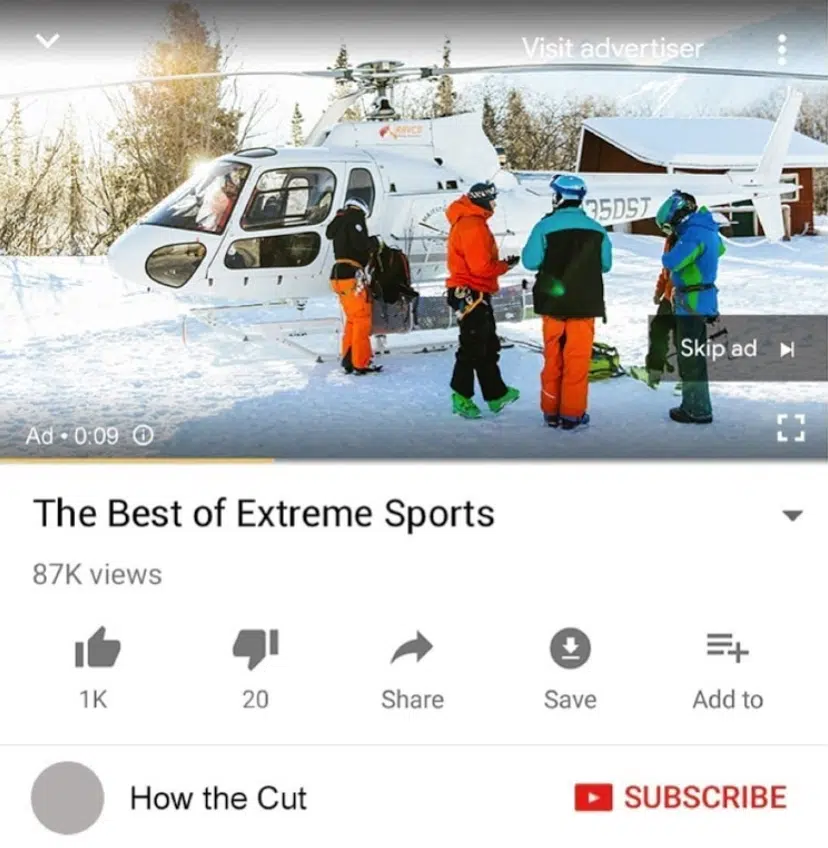 Visit advertiser
35DST
Skip ad
Ad • 0:09
The Best of Extreme Sports
87K views
1K
20
Share
Save
Add to
How the Cut
SUBSCRIBE